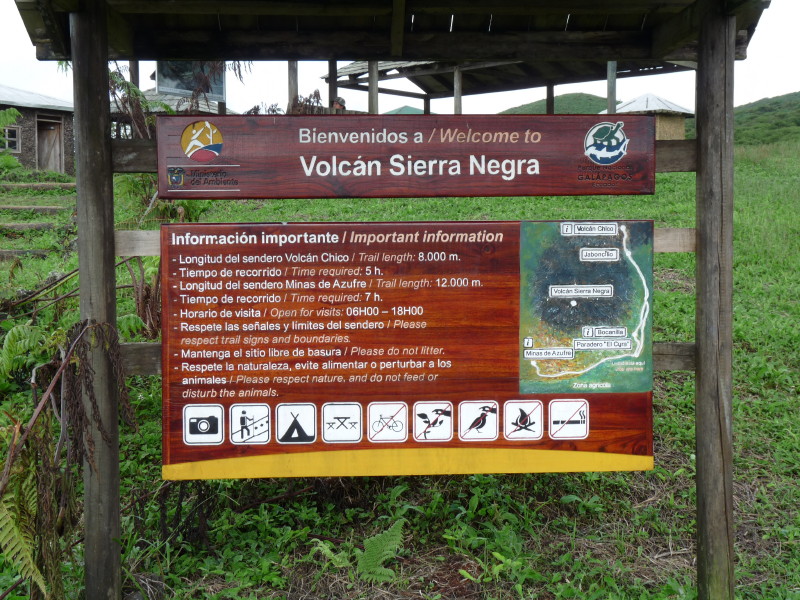 Bienvenidos a / Welcome to
Volcán Sierra Negra
Ministerio
del Ambiente
GALÁPAGOS
Información importante / Important information
- Longitud del sendero Volcán Chico / Trail length: 8.000 m.
- Tiempo de recorrido / Time required: 5 h.
- Longitud del sendero Minas de Azufre / Trail length: 12.000 m.
- Tiempo de recorrido / Time required: 7 h.
- Horario de visita / Open for visits: 06H00 - 18H00
- Respete las señales y límites del sendero / Please
respect trail signs and boundaries.
- Mantenga el sitio libre de basura / Please do not litter.
- Respete la naturaleza, evite alimentar o perturbar a los
animales / Please respect nature, and do not feed or
disturb the animals.
i Volcán Chico
Jaboncillo
Volcán Sierra Negra
i Bocanilla
i
Paradero "El Cura"
Minas de Azufre
Zona agrícola